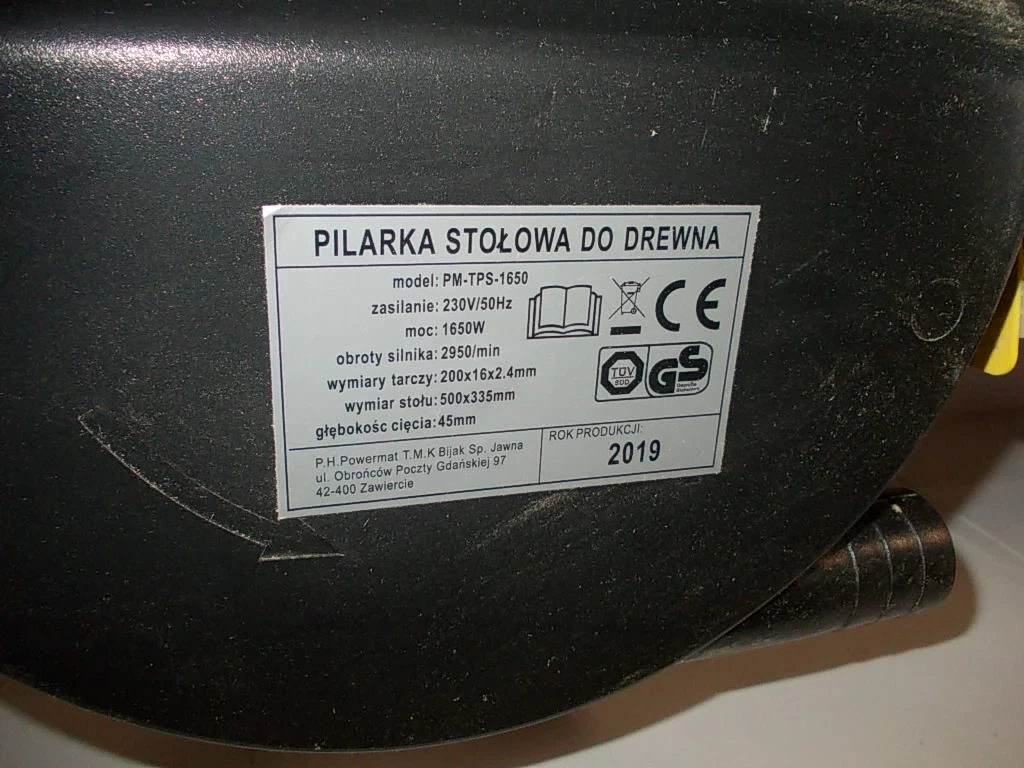 PILARKA STOŁOWA DO DREWNA
model: PM-TPS-1650
zasilanie: 230V/50Hz
moc: 1650W
obroty silnika: 2950/min
wymiary tarczy: 200x16x2.4mm
wymiar stołu: 500x335mm
głębokośc cięcia: 45mm
CE
TÜV
SÜD
GS
P.H.Powermat T.M.K Bijak Sp. Jawna
ul. Obrońców Poczty Gdańskiej 97
42-400 Zawiercie
ROK PRODUKCJI:
2019